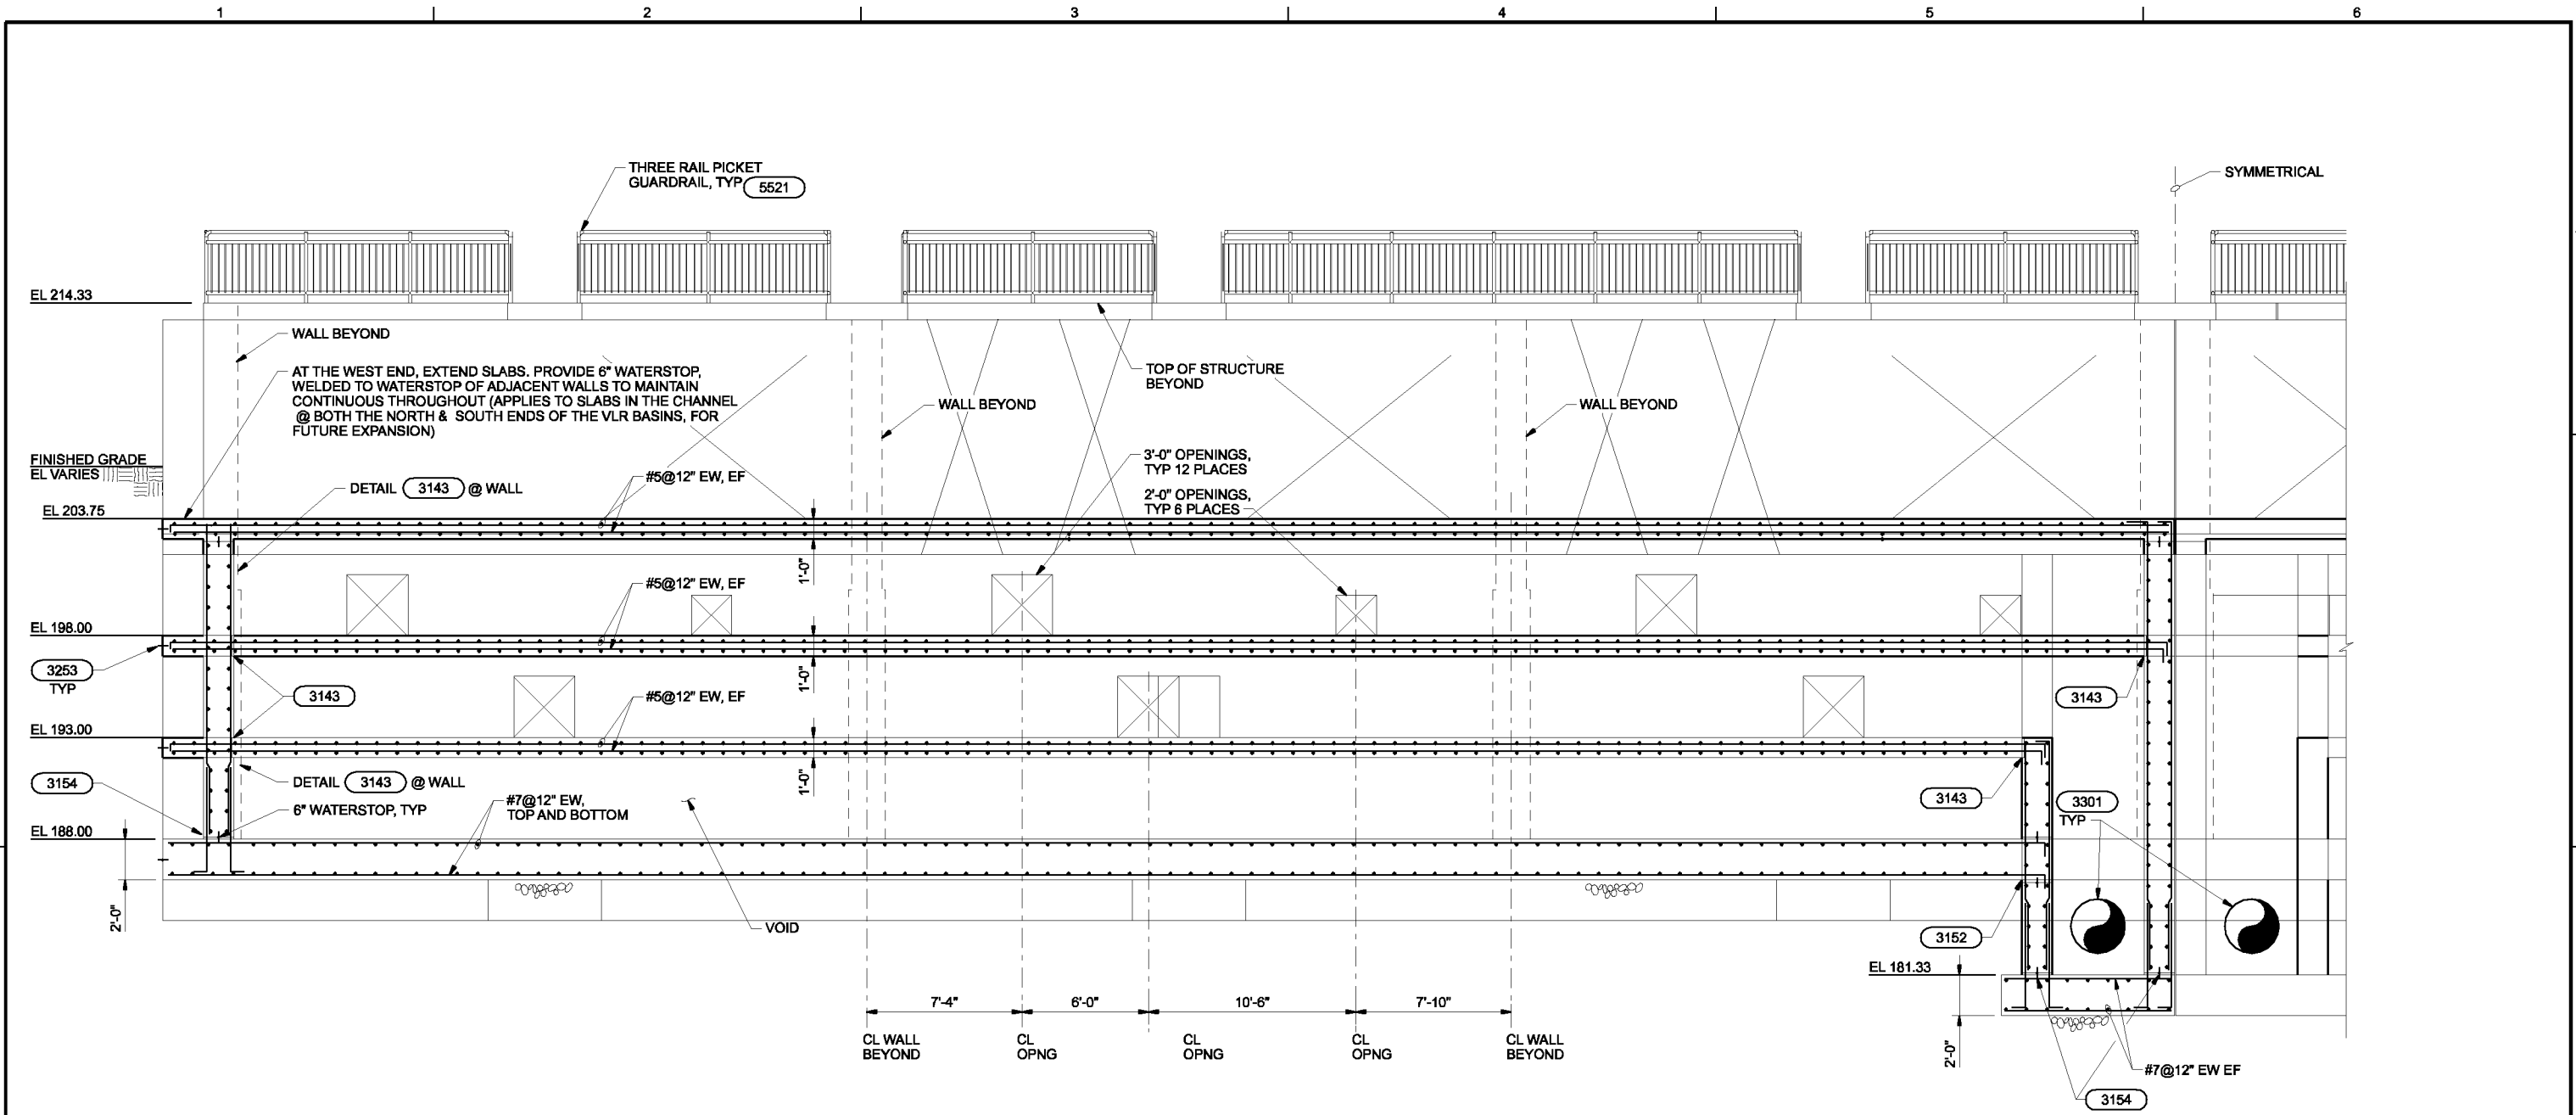 1 2 3 4 5 6
THREE RAIL PICKET
GUARDRAIL, TYP 5521
SYMMETRICAL
EL 214.33
WALL BEYOND
AT THE WEST END, EXTEND SLABS. PROVIDE 6" WATERSTOP,
WELDED TO WATERSTOP OF ADJACENT WALLS TO MAINTAIN
CONTINUOUS THROUGHOUT (APPLIES TO SLABS IN THE CHANNEL
@ BOTH THE NORTH & SOUTH ENDS OF THE VLR BASINS, FOR
FUTURE EXPANSION)
TOP OF STRUCTURE
BEYOND
WALL BEYOND
WALL BEYOND
FINISHED GRADE
EL VARIES
3'-0" OPENINGS,
TYP 12 PLACES
2'-0" OPENINGS,
TYP 6 PLACES
#5@12" EW, EF
DETAIL 3143 @ WALL
EL 203.75
1'-0"
#5@12" EW, EF
EL 198.00
3253
TYP
1'-0"
3143
#5@12" EW, EF
3143
EL 193.00
1'-0"
3154
DETAIL 3143 @ WALL
6" WATERSTOP, TYP
#7@12" EW,
TOP AND BOTTOM
3143
3301
TYP
EL 188.00
2'-0"
VOID
3152
EL 181.33
7'-4" 6'-0" 10'-6" 7'-10"
CL WALL
BEYOND
CL
OPNG
CL
OPNG
CL
OPNG
CL WALL
BEYOND
2'-0"
#7@12" EW EF
3154